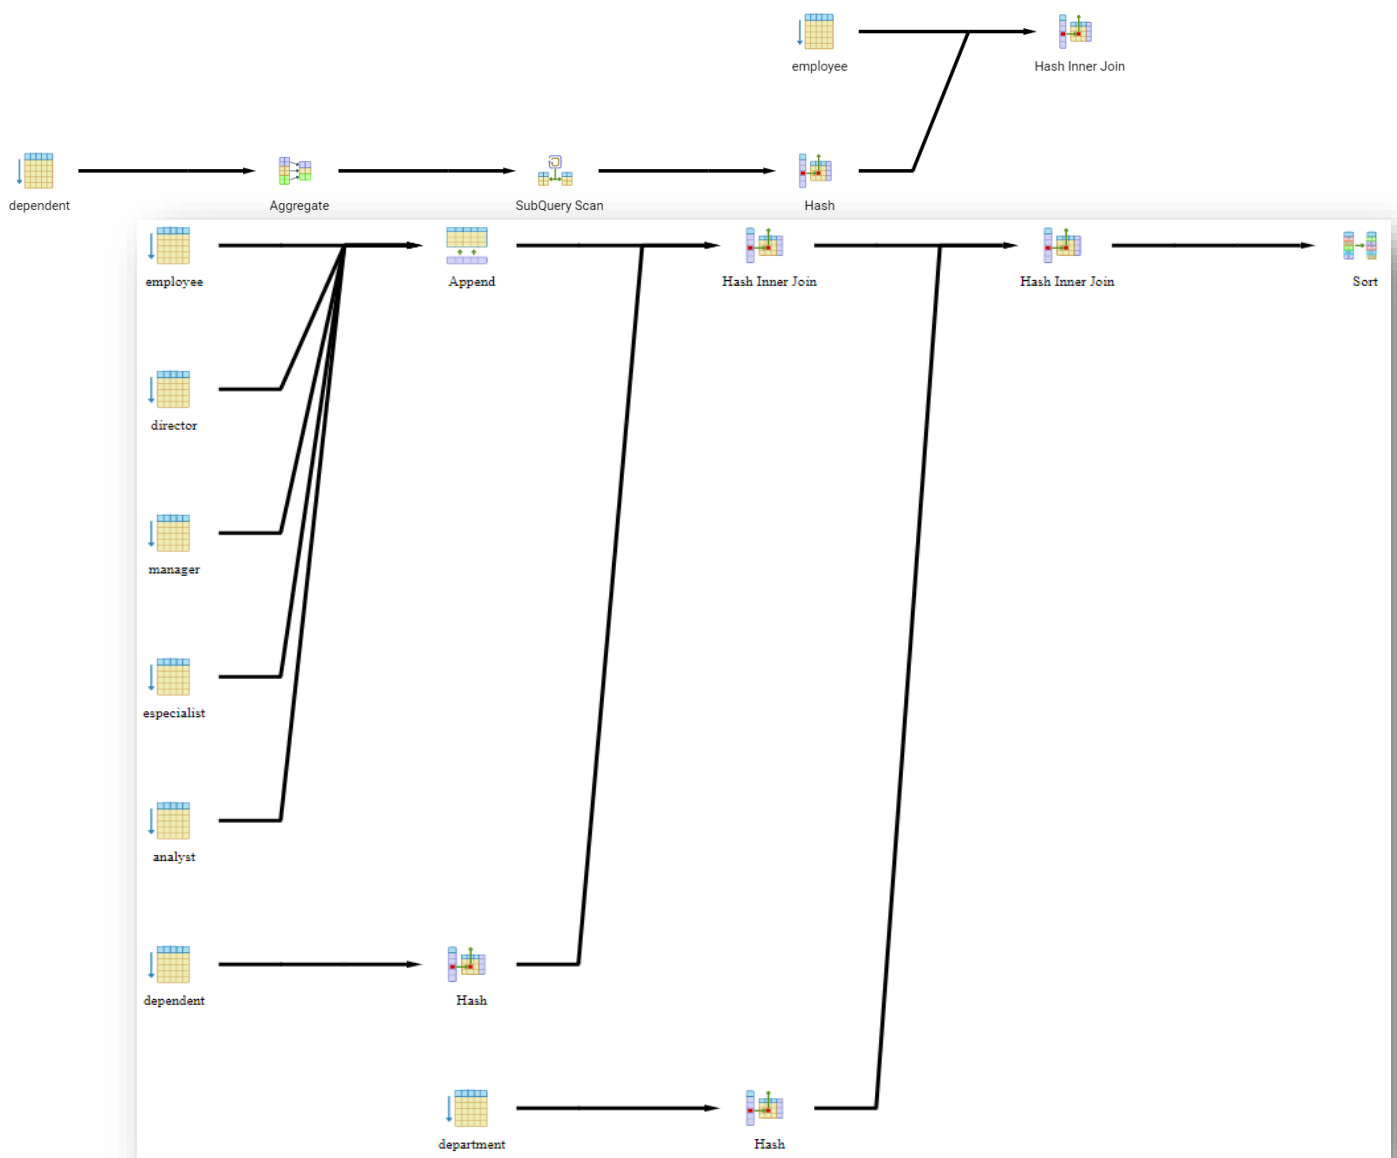 employee
Hash Inner Join
dependent
Aggregate
SubQuery Scan
Hash
employee
Append
Hash Inner Join
Hash Inner Join
Sort
director
manager
especialist
analyst
dependent
Hash
department
Hash